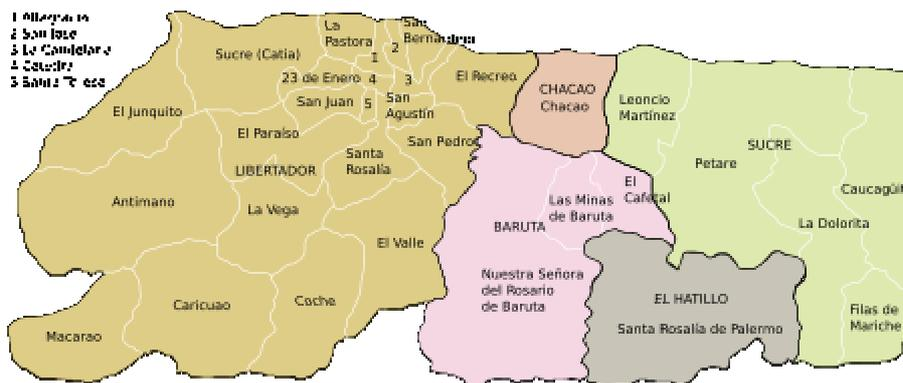 1 Altagracia
2 San José
3 La Candelaria
4 Catedral
5 Santa Teresa
La
Pastora
San
Bernardino
Sucre (Catia)
1
2
23 de Enero
4
3
El Recreo
San Juan
5
San
Agustín
El Junquito
El Paraíso
San Pedro
LIBERTADOR
Santa
Rosalía
Antimano
La Vega
El Valle
Caricuao
Coche
Macarao
CHACAO
Chacao
Leoncio
Martínez
SUCRE
Petare
El
Cafetal
Las Minas
de Baruta
BARUTA
La Dolorita
Nuestra Señora
del Rosario
de Baruta
EL HATILLO
Santa Rosalía de Palermo
Filas de
Mariche